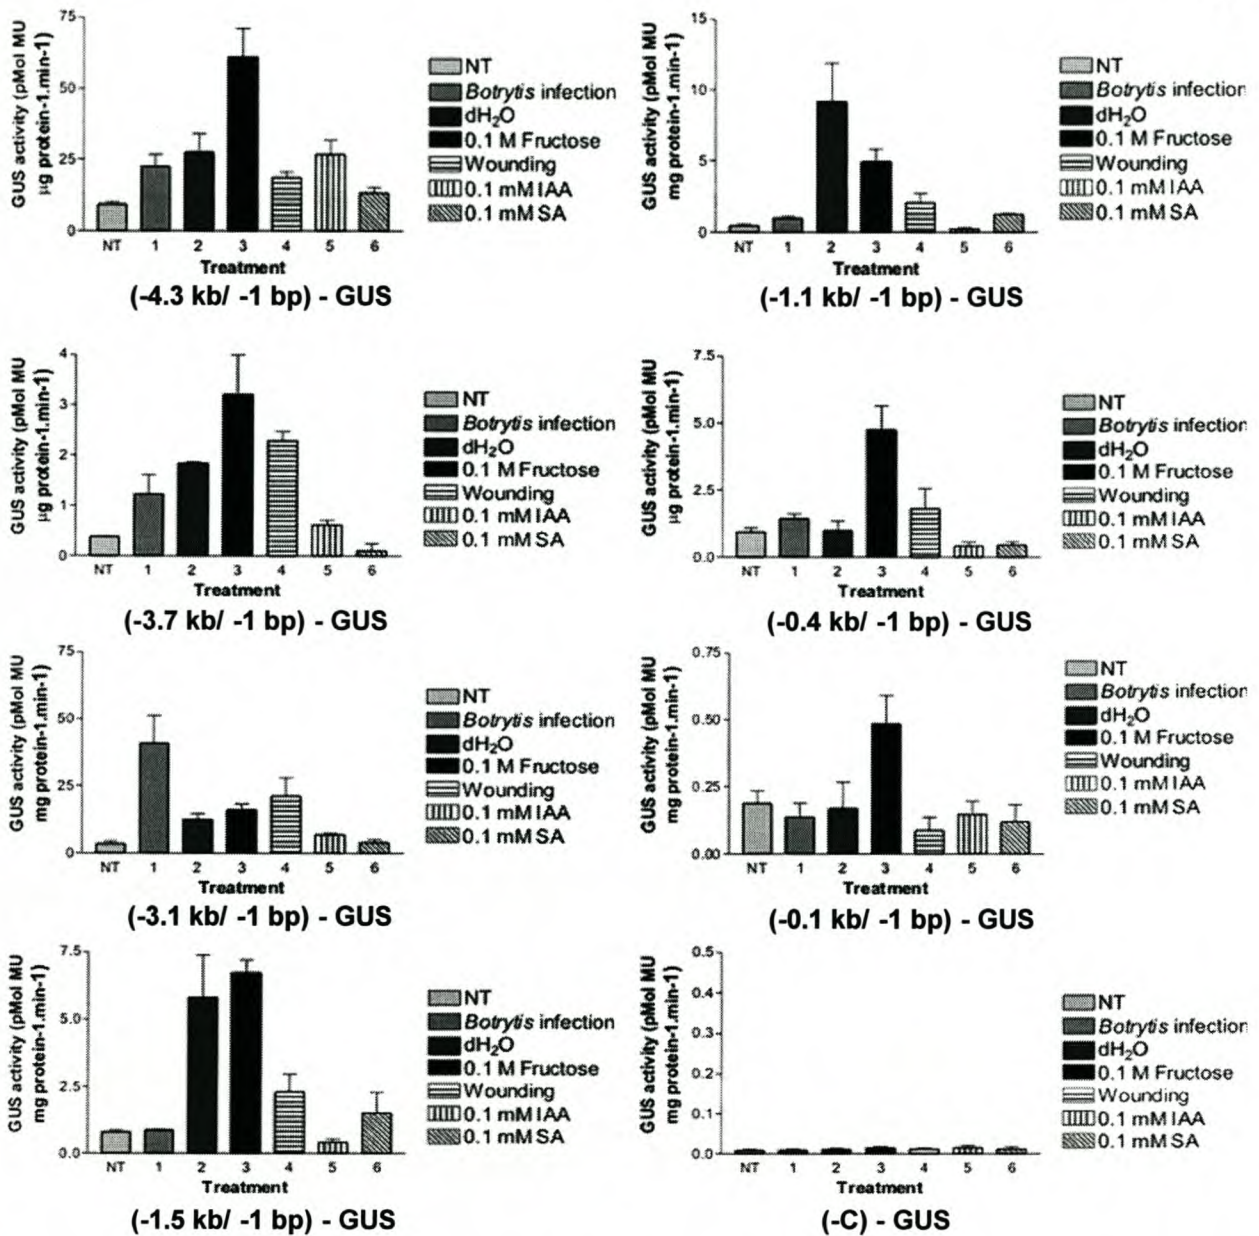 GUS activity (pMol MU
µg protein-1.min-1)
75
50
25
0
NT 1 2 3 4 5 6
Treatment
(-4.3 kb/ -1 bp) - GUS
NT
Botrytis infection
dH₂O
0.1 M Fructose
Wounding
0.1 mM IAA
0.1 mM SA
GUS activity (pMol MU
mg protein-1.min-1)
15
10
5
0
NT 1 2 3 4 5 6
Treatment
(-1.1 kb/ -1 bp) - GUS
NT
Botrytis infection
dH₂O
0.1 M Fructose
Wounding
0.1 mM IAA
0.1 mM SA
GUS activity (pMol MU
µg protein-1.min-1)
4
3
2
1
0
NT 1 2 3 4 5 6
Treatment
(-3.7 kb/ -1 bp) - GUS
NT
Botrytis infection
dH₂O
0.1 M Fructose
Wounding
0.1 mM IAA
0.1 mM SA
GUS activity (pMol MU
µg protein-1.min-1)
7.5
5.0
2.5
0.0
NT 1 2 3 4 5 6
Treatment
(-0.4 kb/ -1 bp) - GUS
NT
Botrytis infection
dH₂O
0.1 M Fructose
Wounding
0.1 mM IAA
0.1 mM SA
GUS activity (pMol MU
mg protein-1.min-1)
75
50
25
0
NT 1 2 3 4 5 6
Treatment
(-3.1 kb/ -1 bp) - GUS
NT
Botrytis infection
dH₂O
0.1 M Fructose
Wounding
0.1 mM IAA
0.1 mM SA
GUS activity (pMol MU
mg protein-1.min-1)
0.75
0.50
0.25
0.00
NT 1 2 3 4 5 6
Treatment
(-0.1 kb/ -1 bp) - GUS
NT
Botrytis infection
dH₂O
0.1 M Fructose
Wounding
0.1 mM IAA
0.1 mM SA
GUS activity (pMol MU
mg protein-1.min-1)
7.5
5.0
2.5
0.0
NT 1 2 3 4 5 6
Treatment
(-1.5 kb/ -1 bp) - GUS
NT
Botrytis infection
dH₂O
0.1 M Fructose
Wounding
0.1 mM IAA
0.1 mM SA
GUS activity (pMol MU
mg protein-1.min-1)
0.5
0.4
0.3
0.2
0.1
0.0
NT 1 2 3 4 5 6
Treatment
(-C) - GUS
NT
Botrytis infection
dH₂O
0.1 M Fructose
Wounding
0.1 mM IAA
0.1 mM SA